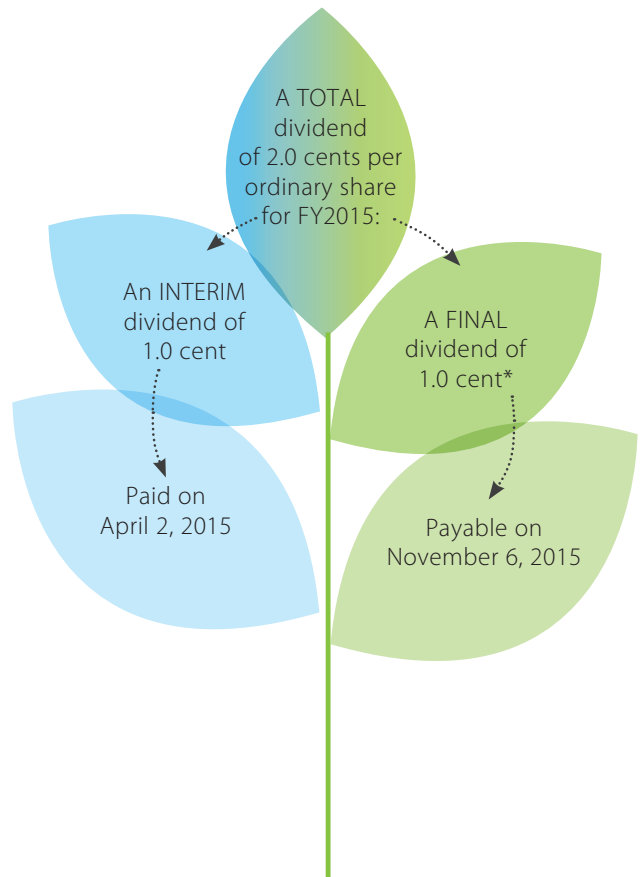 A TOTAL
dividend
of 2.0 cents per
ordinary share
for FY2015:
An INTERIM
dividend of
1.0 cent
Paid on
April 2, 2015
A FINAL
dividend of
1.0 cent*
Payable on
November 6, 2015